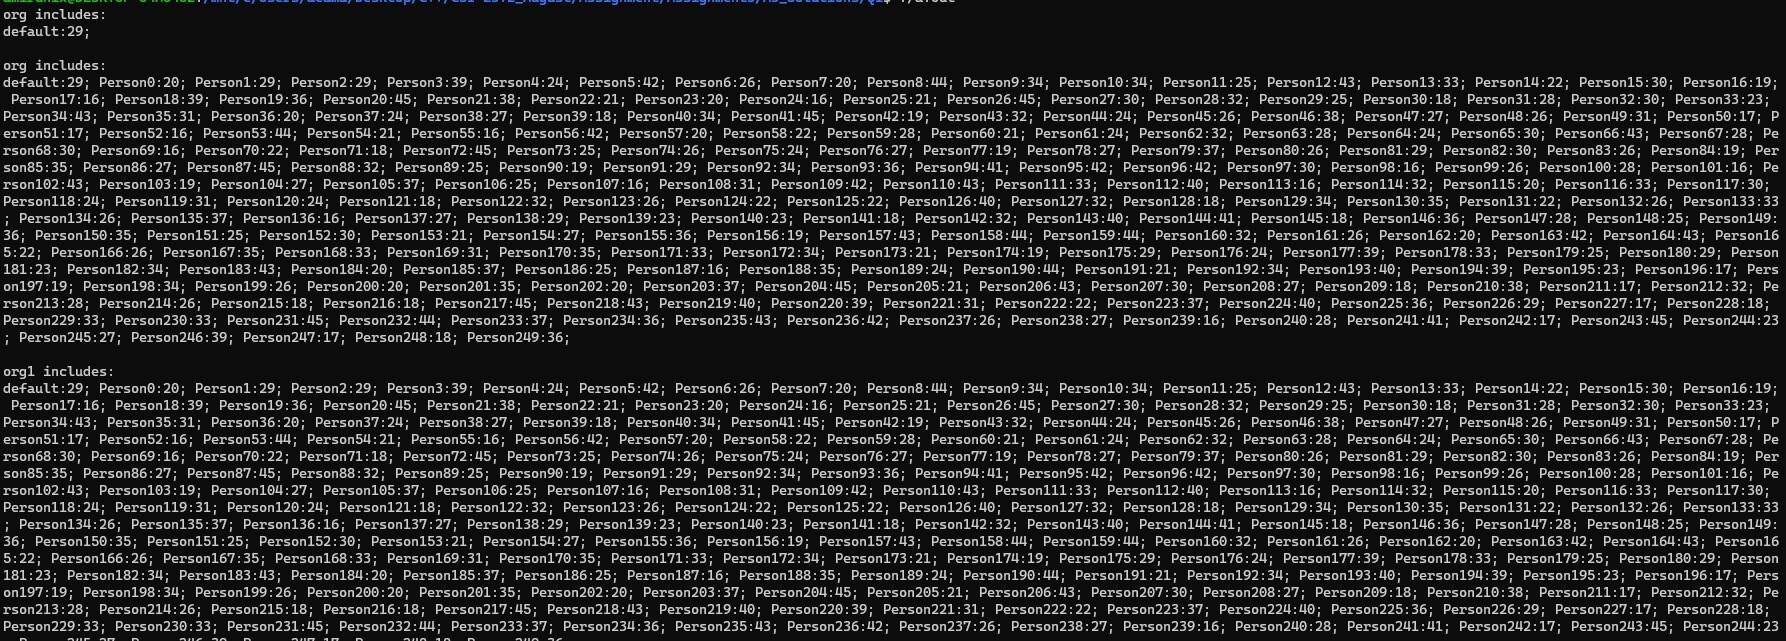 org includes:
default:29;
org includes:
default:29; Person0:20; Person1:29; Person2:29; Person3:39; Person4:24; Person5:42; Person6:26; Person7:20; Person8:44; Person9:34; Person10:34; Person11:25; Person12:43; Person13:33; Person14:22; Person15:30; Person16:19;
Person17:16; Person18:39; Person19:36; Person20:45; Person21:38; Person22:21; Person23:20; Person24:16; Person25:21; Person26:45; Person27:30; Person28:32; Person29:25; Person30:18; Person31:28; Person32:30; Person33:23;
Person34:43; Person35:31; Person36:20; Person37:24; Person38:27; Person39:18; Person40:34; Person41:45; Person42:19; Person43:32; Person44:24; Person45:26; Person46:38; Person47:27; Person48:26; Person49:31; Person50:17; P
erson51:17; Person52:16; Person53:44; Person54:21; Person55:16; Person56:42; Person57:20; Person58:22; Person59:28; Person60:21; Person61:24; Person62:32; Person63:28; Person64:24; Person65:30; Person66:43; Person67:28; Pe
rson68:30; Person69:16; Person70:22; Person71:18; Person72:45; Person73:25; Person74:26; Person75:24; Person76:27; Person77:19; Person78:27; Person79:37; Person80:26; Person81:29; Person82:30; Person83:26; Person84:19; Per
son85:35; Person86:27; Person87:45; Person88:32; Person89:25; Person90:19; Person91:29; Person92:34; Person93:36; Person94:41; Person95:42; Person96:42; Person97:30; Person98:16; Person99:26; Person100:28; Person101:16; Pe
rson102:43; Person103:19; Person104:27; Person105:37; Person106:25; Person107:16; Person108:31; Person109:42; Person110:43; Person111:33; Person112:40; Person113:16; Person114:32; Person115:20; Person116:33; Person117:30;
Person118:24; Person119:31; Person120:24; Person121:18; Person122:32; Person123:26; Person124:22; Person125:22; Person126:40; Person127:32; Person128:18; Person129:34; Person130:35; Person131:22; Person132:26; Person133:33
; Person134:26; Person135:37; Person136:16; Person137:27; Person138:29; Person139:23; Person140:23; Person141:18; Person142:32; Person143:40; Person144:41; Person145:18; Person146:36; Person147:28; Person148:25; Person149:
36; Person150:35; Person151:25; Person152:30; Person153:21; Person154:27; Person155:36; Person156:19; Person157:43; Person158:44; Person159:44; Person160:32; Person161:26; Person162:20; Person163:42; Person164:43; Person16
5:22; Person166:26; Person167:35; Person168:33; Person169:31; Person170:35; Person171:33; Person172:34; Person173:21; Person174:19; Person175:29; Person176:24; Person177:39; Person178:33; Person179:25; Person180:29; Person
181:23; Person182:34; Person183:43; Person184:20; Person185:37; Person186:25; Person187:16; Person188:35; Person189:24; Person190:44; Person191:21; Person192:34; Person193:40; Person194:39; Person195:23; Person196:17; Pers
on197:19; Person198:34; Person199:26; Person200:20; Person201:35; Person202:20; Person203:37; Person204:45; Person205:21; Person206:43; Person207:30; Person208:27; Person209:18; Person210:38; Person211:17; Person212:32; Pe
rson213:28; Person214:26; Person215:18; Person216:18; Person217:45; Person218:43; Person219:40; Person220:39; Person221:31; Person222:22; Person223:37; Person224:40; Person225:36; Person226:29; Person227:17; Person228:18;
Person229:33; Person230:33; Person231:45; Person232:44; Person233:37; Person234:36; Person235:43; Person236:42; Person237:26; Person238:27; Person239:16; Person240:28; Person241:41; Person242:17; Person243:45; Person244:23
; Person245:27; Person246:39; Person247:17; Person248:18; Person249:36;
org1 includes:
default:29; Person0:20; Person1:29; Person2:29; Person3:39; Person4:24; Person5:42; Person6:26; Person7:20; Person8:44; Person9:34; Person10:34; Person11:25; Person12:43; Person13:33; Person14:22; Person15:30; Person16:19;
Person17:16; Person18:39; Person19:36; Person20:45; Person21:38; Person22:21; Person23:20; Person24:16; Person25:21; Person26:45; Person27:30; Person28:32; Person29:25; Person30:18; Person31:28; Person32:30; Person33:23;
Person34:43; Person35:31; Person36:20; Person37:24; Person38:27; Person39:18; Person40:34; Person41:45; Person42:19; Person43:32; Person44:24; Person45:26; Person46:38; Person47:27; Person48:26; Person49:31; Person50:17; P
erson51:17; Person52:16; Person53:44; Person54:21; Person55:16; Person56:42; Person57:20; Person58:22; Person59:28; Person60:21; Person61:24; Person62:32; Person63:28; Person64:24; Person65:30; Person66:43; Person67:28; Pe
rson68:30; Person69:16; Person70:22; Person71:18; Person72:45; Person73:25; Person74:26; Person75:24; Person76:27; Person77:19; Person78:27; Person79:37; Person80:26; Person81:29; Person82:30; Person83:26; Person84:19; Per
son85:35; Person86:27; Person87:45; Person88:32; Person89:25; Person90:19; Person91:29; Person92:34; Person93:36; Person94:41; Person95:42; Person96:42; Person97:30; Person98:16; Person99:26; Person100:28; Person101:16; Pe
rson102:43; Person103:19; Person104:27; Person105:37; Person106:25; Person107:16; Person108:31; Person109:42; Person110:43; Person111:33; Person112:40; Person113:16; Person114:32; Person115:20; Person116:33; Person117:30;
Person118:24; Person119:31; Person120:24; Person121:18; Person122:32; Person123:26; Person124:22; Person125:22; Person126:40; Person127:32; Person128:18; Person129:34; Person130:35; Person131:22; Person132:26; Person133:33
; Person134:26; Person135:37; Person136:16; Person137:27; Person138:29; Person139:23; Person140:23; Person141:18; Person142:32; Person143:40; Person144:41; Person145:18; Person146:36; Person147:28; Person148:25; Person149:
36; Person150:35; Person151:25; Person152:30; Person153:21; Person154:27; Person155:36; Person156:19; Person157:43; Person158:44; Person159:44; Person160:32; Person161:26; Person162:20; Person163:42; Person164:43; Person16
5:22; Person166:26; Person167:35; Person168:33; Person169:31; Person170:35; Person171:33; Person172:34; Person173:21; Person174:19; Person175:29; Person176:24; Person177:39; Person178:33; Person179:25; Person180:29; Person
181:23; Person182:34; Person183:43; Person184:20; Person185:37; Person186:25; Person187:16; Person188:35; Person189:24; Person190:44; Person191:21; Person192:34; Person193:40; Person194:39; Person195:23; Person196:17; Pers
on197:19; Person198:34; Person199:26; Person200:20; Person201:35; Person202:20; Person203:37; Person204:45; Person205:21; Person206:43; Person207:30; Person208:27; Person209:18; Person210:38; Person211:17; Person212:32; Pe
rson213:28; Person214:26; Person215:18; Person216:18; Person217:45; Person218:43; Person219:40; Person220:39; Person221:31; Person222:22; Person223:37; Person224:40; Person225:36; Person226:29; Person227:17; Person228:18;
Person229:33; Person230:33; Person231:45; Person232:44; Person233:37; Person234:36; Person235:43; Person236:42; Person237:26; Person238:27; Person239:16; Person240:28; Person241:41; Person242:17; Person243:45; Person244:23